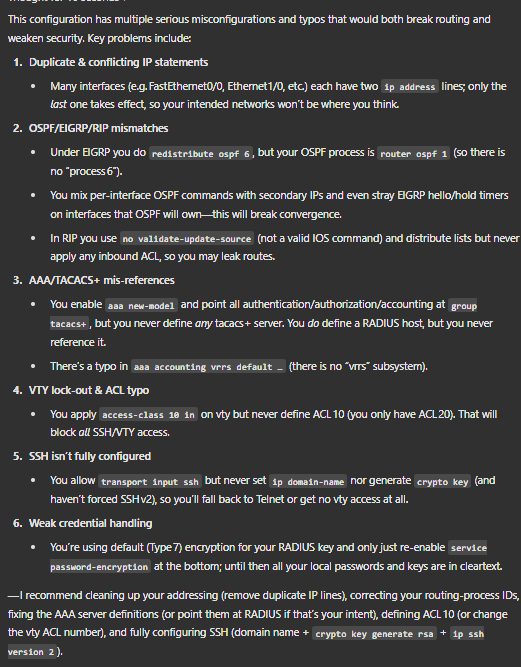 This configuration has multiple serious misconfigurations and typos that would both break routing and
weaken security. Key problems include:
1. Duplicate & conflicting IP statements
• Many interfaces (e.g. FastEthernet0/0, Ethernet1/0, etc.) each have two ip address lines; only the
last one takes effect, so your intended networks won't be where you think.
2. OSPF/EIGRP/RIP mismatches
• Under EIGRP you do redistribute ospf 6, but your OSPF process is router ospf 1 (so there is
no "process 6").
• You mix per-interface OSPF commands with secondary IPs and even stray EIGRP hello/hold timers
on interfaces that OSPF will own—this will break convergence.
• In RIP you use no validate-update-source (not a valid IOS command) and distribute lists but never
apply any inbound ACL, so you may leak routes.
3. AAA/TACACS+ mis-references
• You enable aaa new-model and point all authentication/authorization/accounting at group
tacacs+, but you never define any tacacs+ server. You do define a RADIUS host, but you never
reference it.
• There's a typo in aaa accounting vrrs default … (there is no "vrrs" subsystem).
4. VTY lock-out & ACL typo
• You apply access-class 10 in on vty but never define ACL 10 (you only have ACL 20). That will
block all SSH/VTY access.
5. SSH isn't fully configured
• You allow transport input ssh but never set ip domain-name nor generate crypto key (and
haven't forced SSH v2), so you'll fall back to Telnet or get no vty access at all.
6. Weak credential handling
• You're using default (Type 7) encryption for your RADIUS key and only just re-enable service
password-encryption at the bottom; until then all your local passwords and keys are in cleartext.
—I recommend cleaning up your addressing (remove duplicate IP lines), correcting your routing-process IDs,
fixing the AAA server definitions (or point them at RADIUS if that's your intent), defining ACL 10 (or change
the vty ACL number), and fully configuring SSH (domain name + crypto key generate rsa + ip ssh
version 2).